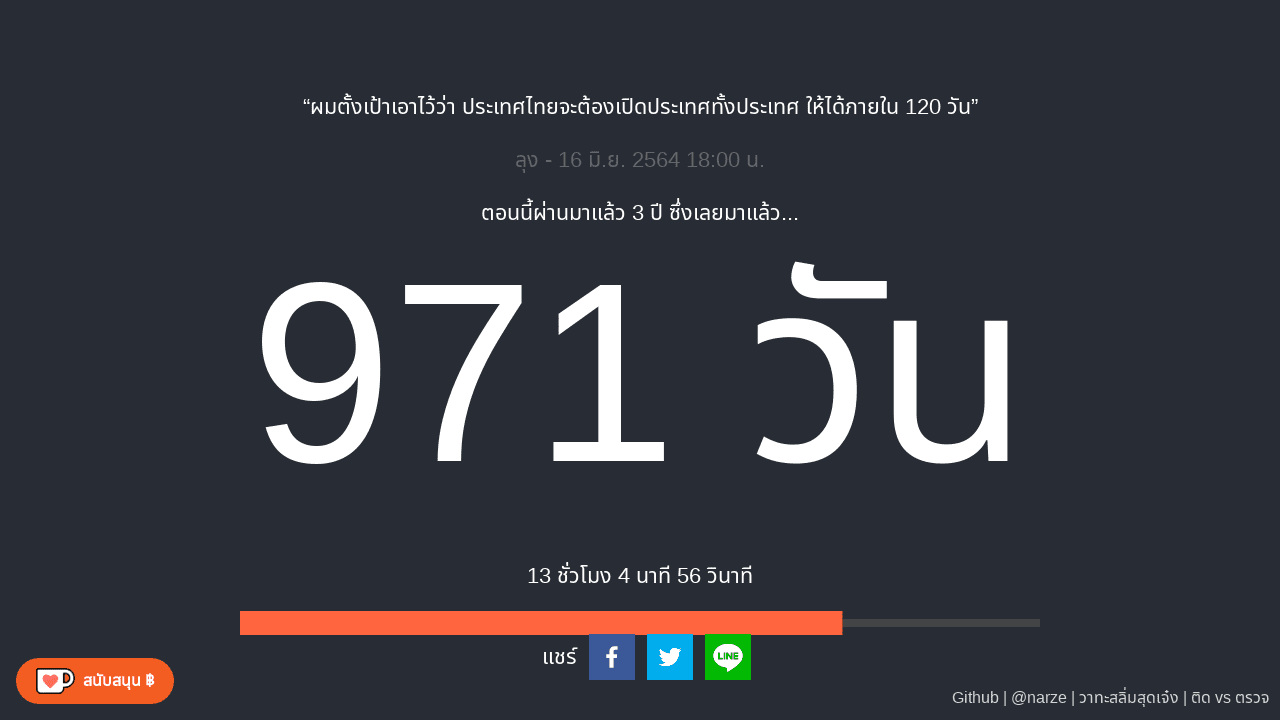 “ผมตั้งเป้าเอาไว้ว่า ประเทศไทยจะต้องเปิดประเทศทั้งประเทศ ให้ได้ภายใน 120 วัน”
ลุง - 16 มิ.ย. 2564 18:00 น.
ตอนนี้ผ่านมาแล้ว 3 ปี ซึ่งเลยมาแล้ว...
971 วัน
13 ชั่วโมง 4 นาที 56 วินาที
แชร์
LINE
สนับสนุน ฿
Github | @narze | วาทะสลิ่มสุดเจ๋ง | ติด vs ตรวจ